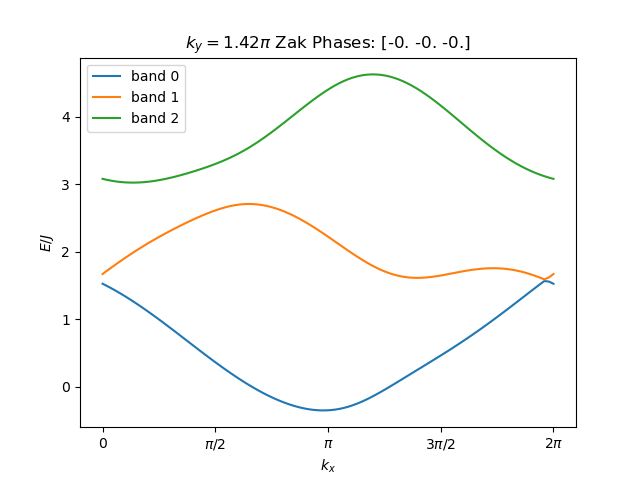 k_y = 1.42π Zak Phases: [-0. -0. -0.]
band 0
band 1
band 2
4
3
2
1
0
E/J
0
π/2
π
3π/2
2π
k_x